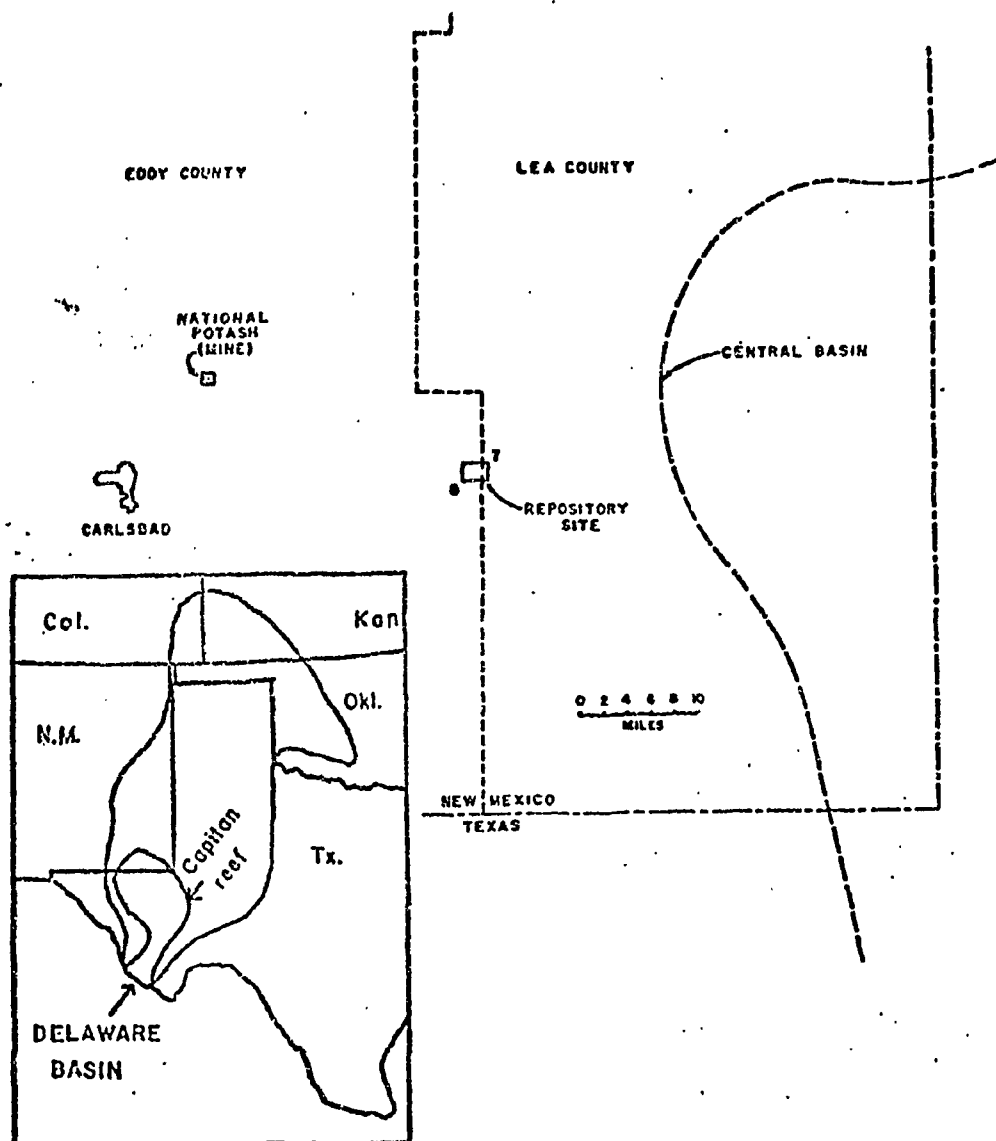 EDDY COUNTY
LEA COUNTY
NATIONAL
POTASH
(MINE)
CENTRAL BASIN
7
8
REPOSITORY
SITE
CARLSBAD
Col.
Kan
Okl.
N.M.
Capitan
reef
Tx.
DELAWARE
BASIN
0 2 4 6 8 10
MILES
NEW MEXICO
TEXAS